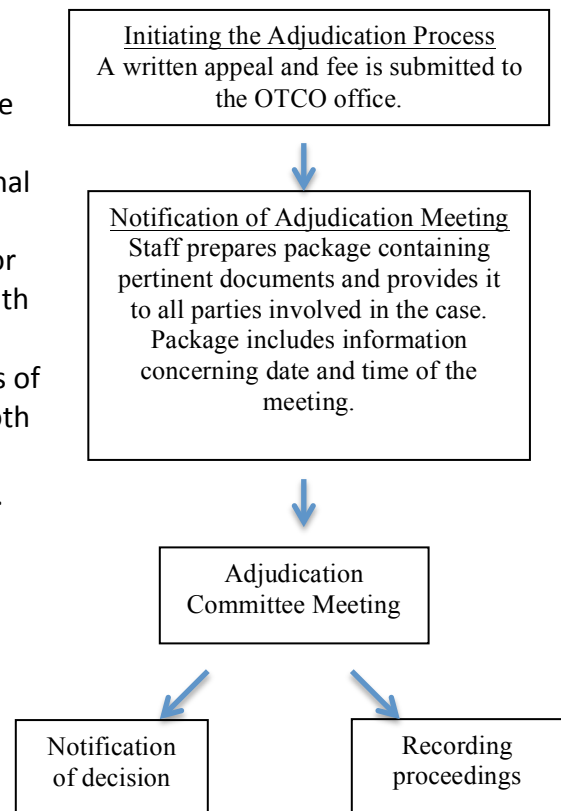 Initiating the Adjudication Process
A written appeal and fee is submitted to
the OTCO office.
Notification of Adjudication Meeting
Staff prepares package containing
pertinent documents and provides it
to all parties involved in the case.
Package includes information
concerning date and time of the
meeting.
Adjudication
Committee Meeting
Notification
of decision
Recording
proceedings
s of